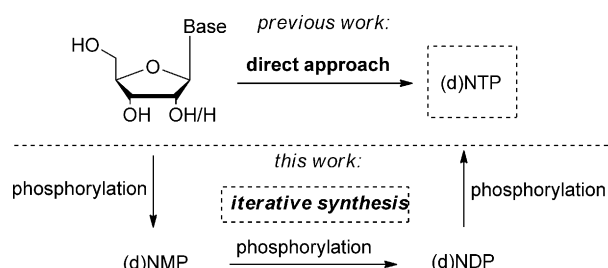 Base
previous work:
HO
O
direct approach
(d)NTP
OH OH/H
this work:
phosphorylation
iterative synthesis
phosphorylation
(d)NMP
phosphorylation
(d)NDP